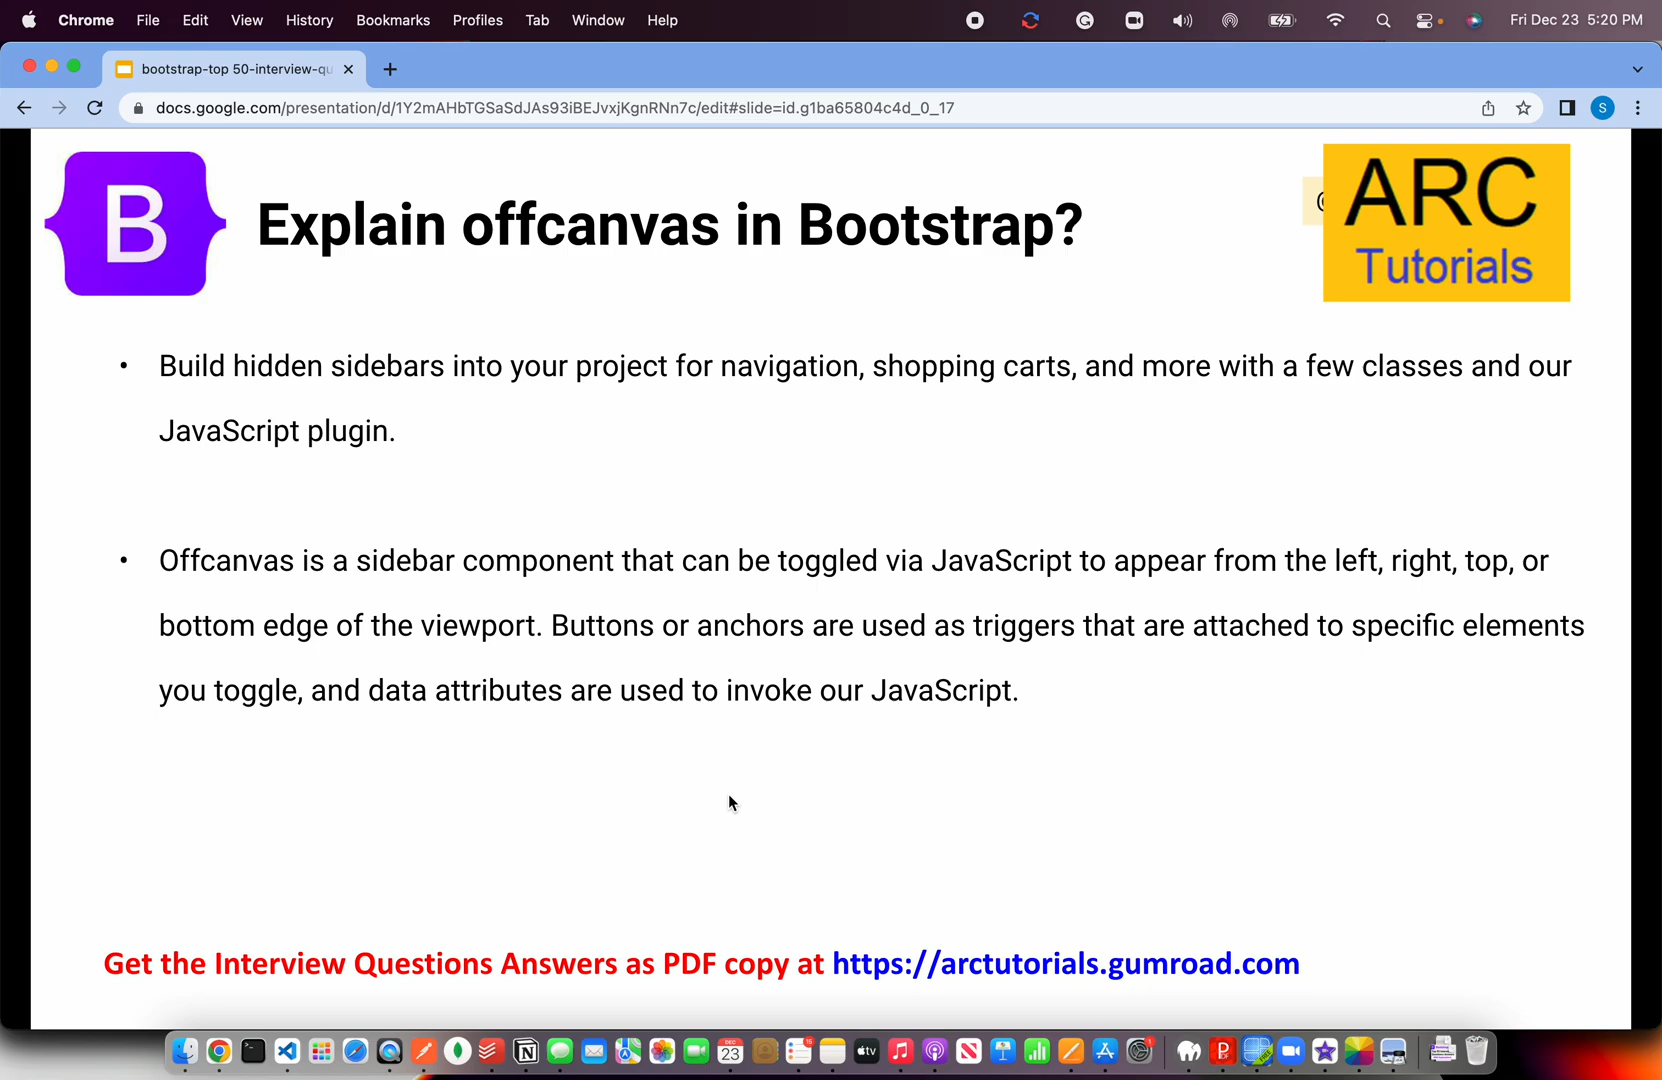 Chrome File Edit View History Bookmarks Profiles Tab Window Help Fri Dec 23 5:20 PM
bootstrap-top 50-interview-qu
docs.google.com/presentation/d/1Y2mAHbTGSaSdJAs93iBEJvxjKgnRNn7c/edit#slide=id.g1ba65804c4d_0_17 S
B
Explain offcanvas in Bootstrap?
ARC
Tutorials
• Build hidden sidebars into your project for navigation, shopping carts, and more with a few classes and our
JavaScript plugin.
• Offcanvas is a sidebar component that can be toggled via JavaScript to appear from the left, right, top, or
bottom edge of the viewport. Buttons or anchors are used as triggers that are attached to specific elements
you toggle, and data attributes are used to invoke our JavaScript.
Get the Interview Questions Answers as PDF copy at https://arctutorials.gumroad.com
DEC
23
tv